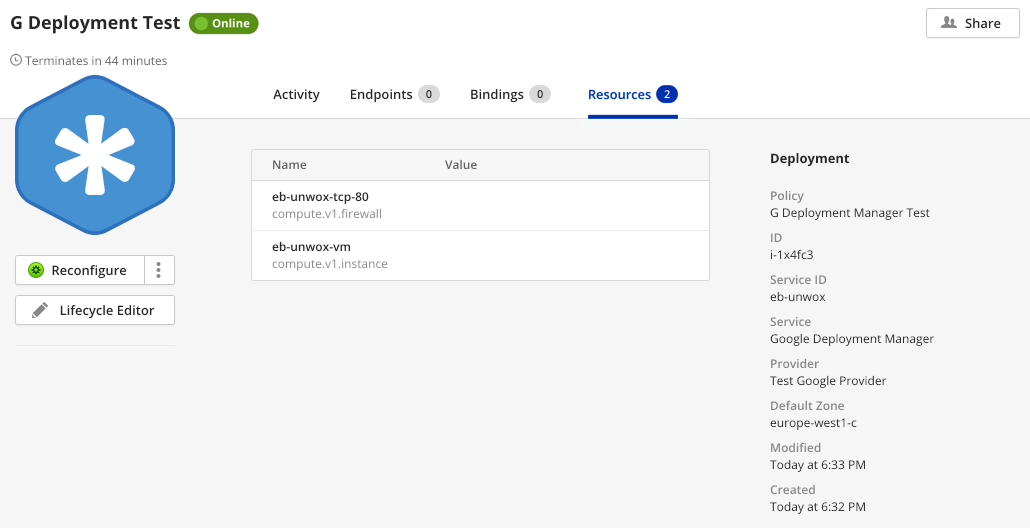 G Deployment Test Online
Share
Terminates in 44 minutes
Activity Endpoints 0 Bindings 0 Resources 2
Reconfigure
Lifecycle Editor
Name Value
eb-unwox-tcp-80
compute.v1.firewall
eb-unwox-vm
compute.v1.instance
Deployment
Policy
G Deployment Manager Test
ID
i-1x4fc3
Service ID
eb-unwox
Service
Google Deployment Manager
Provider
Test Google Provider
Default Zone
europe-west1-c
Modified
Today at 6:33 PM
Created
Today at 6:32 PM